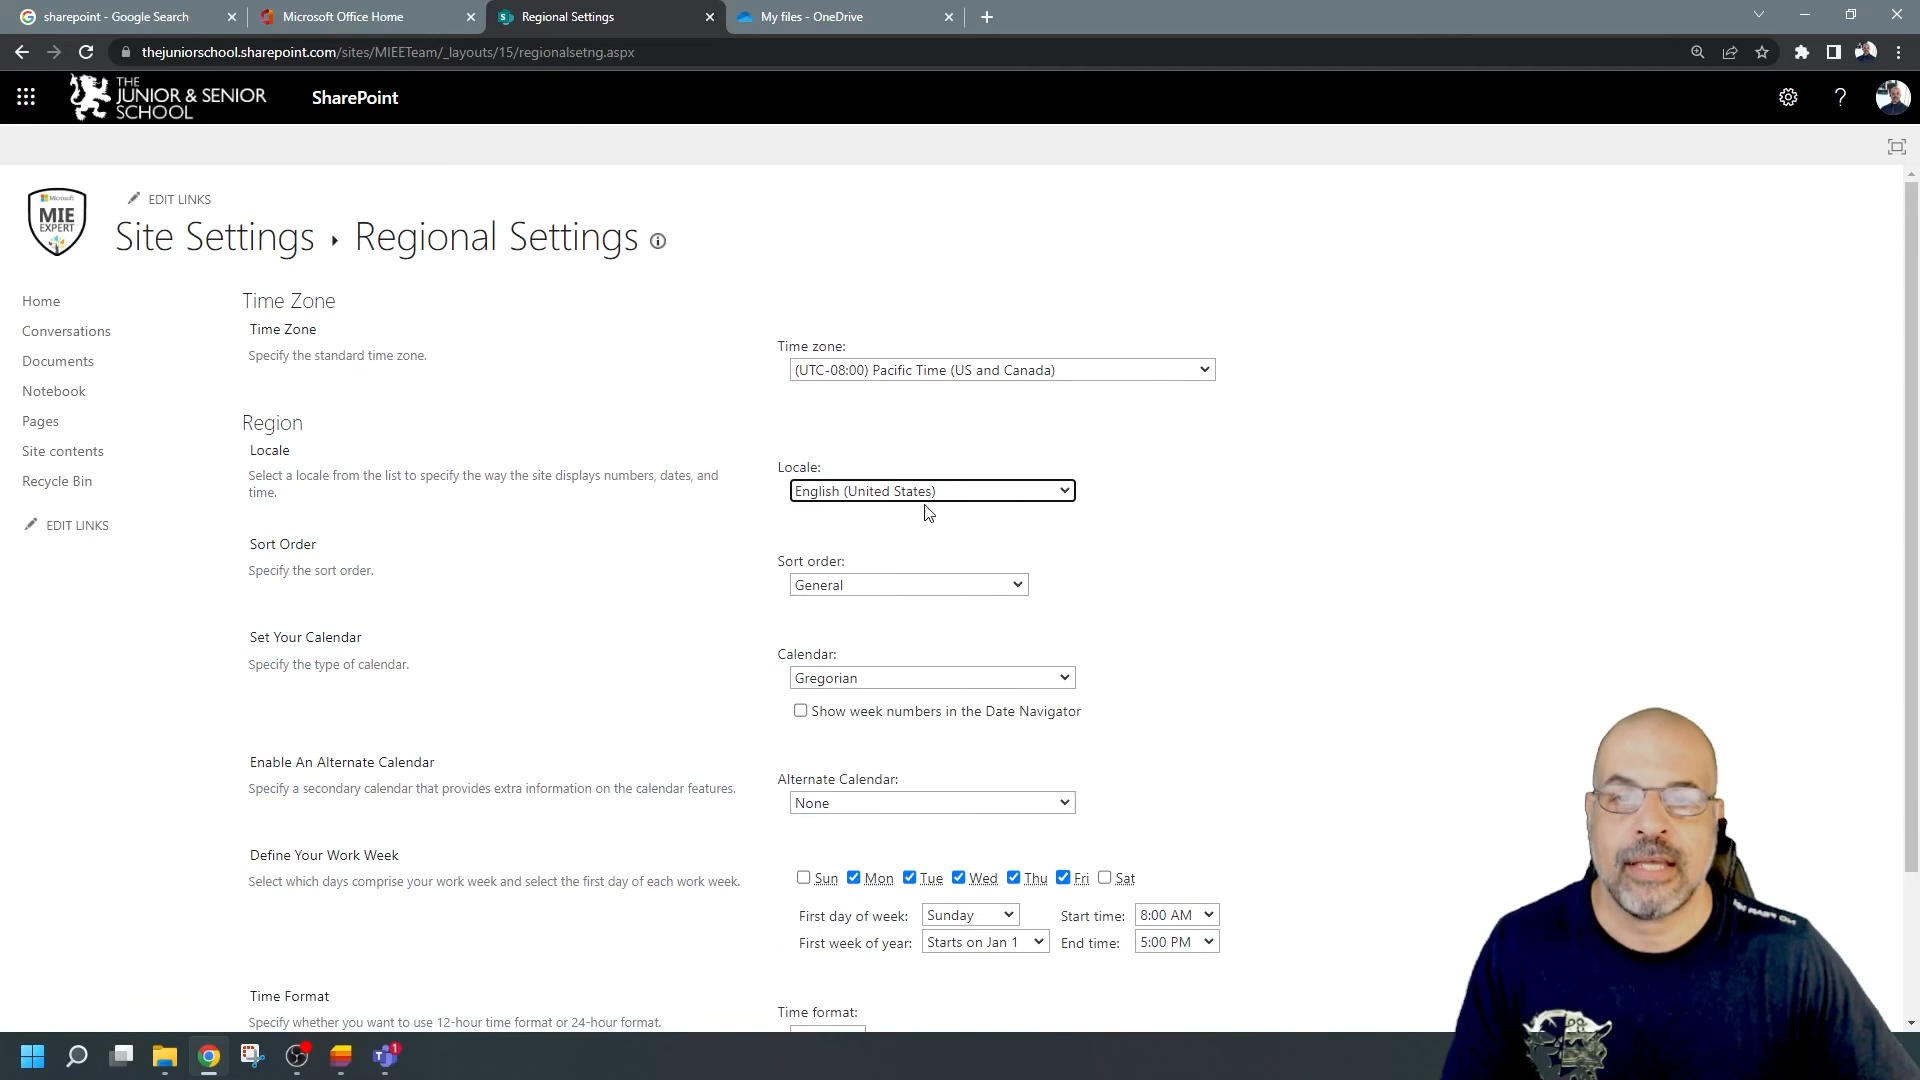 sharepoint - Google Search
Microsoft Office Home
Regional Settings
My files - OneDrive
thejuniorschool.sharepoint.com/sites/MIEETeam/_layouts/15/regionalsetng.aspx
THE
JUNIOR & SENIOR
SCHOOL
SharePoint
Microsoft
MIE
EXPERT
EDIT LINKS
Site Settings ▸ Regional Settings
Home
Conversations
Documents
Notebook
Pages
Site contents
Recycle Bin
EDIT LINKS
Time Zone
Time Zone
Specify the standard time zone.
Time zone:
(UTC-08:00) Pacific Time (US and Canada)
Region
Locale
Select a locale from the list to specify the way the site displays numbers, dates, and
time.
Locale:
English (United States)
Sort Order
Specify the sort order.
Sort order:
General
Set Your Calendar
Specify the type of calendar.
Calendar:
Gregorian
Show week numbers in the Date Navigator
Enable An Alternate Calendar
Specify a secondary calendar that provides extra information on the calendar features.
Alternate Calendar:
None
Define Your Work Week
Select which days comprise your work week and select the first day of each work week.
Sun Mon Tue Wed Thu Fri Sat
First day of week: Sunday Start time: 8:00 AM
First week of year: Starts on Jan 1 End time: 5:00 PM
Time Format
Specify whether you want to use 12-hour time format or 24-hour format.
Time format:
1